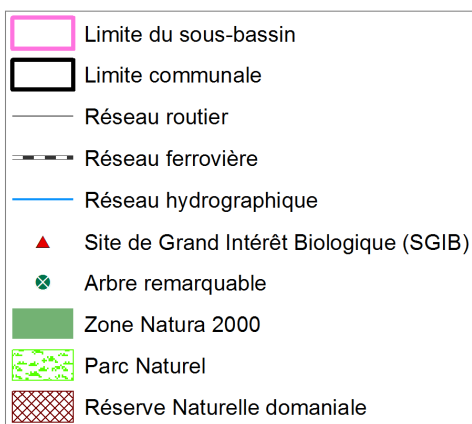 Limite du sous-bassin
Limite communale
Réseau routier
Réseau ferrovière
Réseau hydrographique
Site de Grand Intérêt Biologique (SGIB)
Arbre remarquable
Zone Natura 2000
Parc Naturel
Réserve Naturelle domaniale